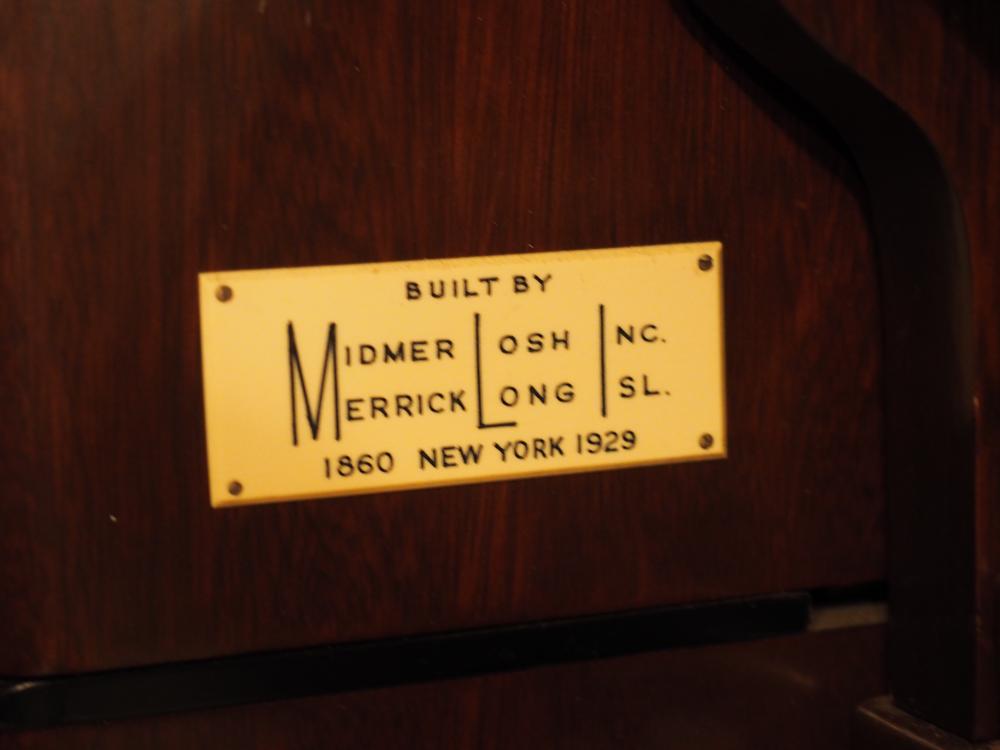 BUILT BY
MIDMER LOSH INC.
MERRICK LONG ISL.
1860 NEW YORK 1929